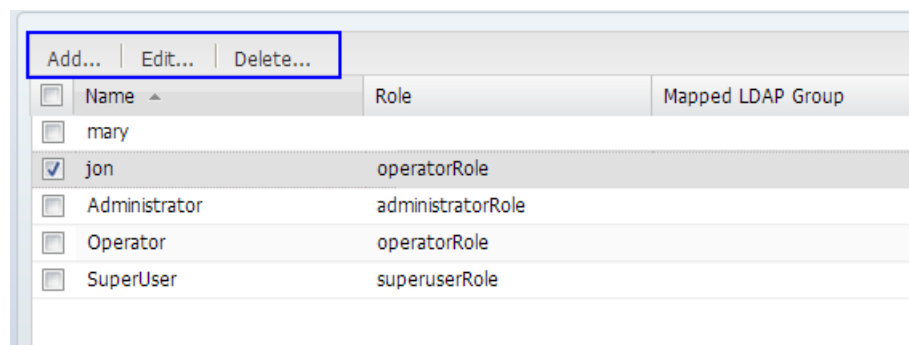 Add... Edit... Delete...
Name Role Mapped LDAP Group
mary
jon operatorRole
Administrator administratorRole
Operator operatorRole
SuperUser superuserRole